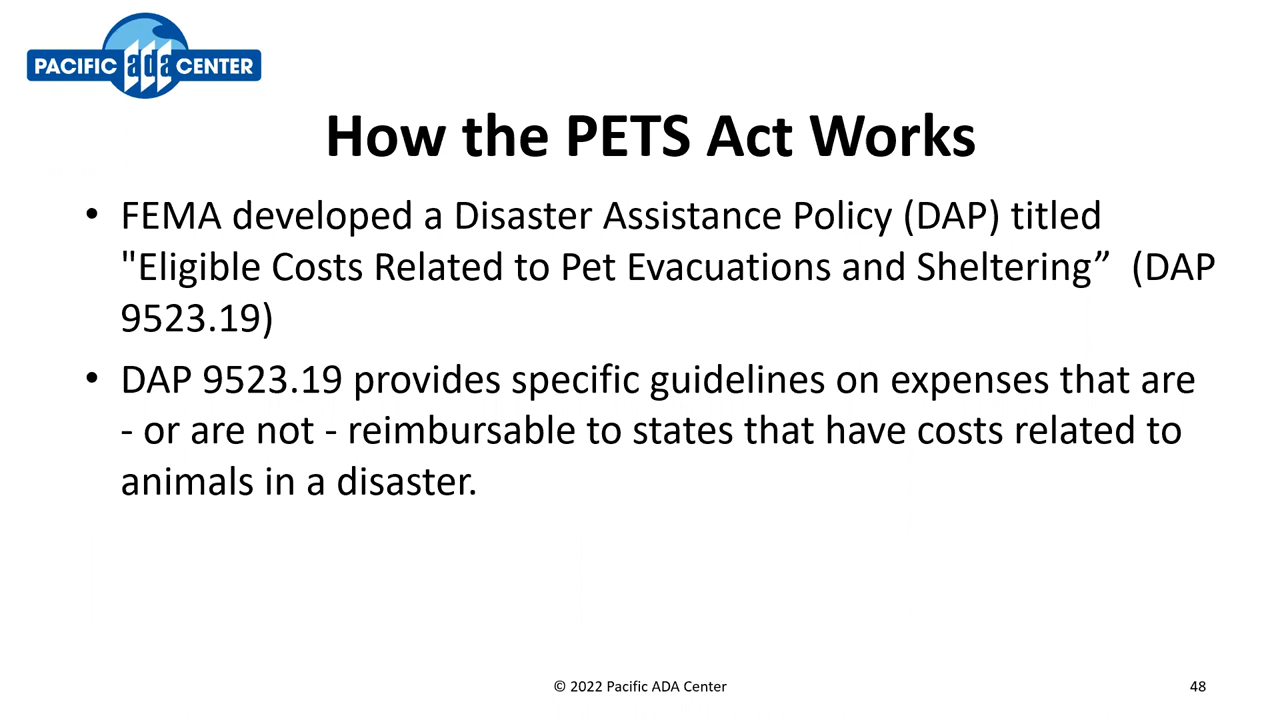 PACIFIC ada CENTER
How the PETS Act Works
• FEMA developed a Disaster Assistance Policy (DAP) titled
"Eligible Costs Related to Pet Evacuations and Sheltering” (DAP
9523.19)
• DAP 9523.19 provides specific guidelines on expenses that are
- or are not - reimbursable to states that have costs related to
animals in a disaster.
© 2022 Pacific ADA Center
48